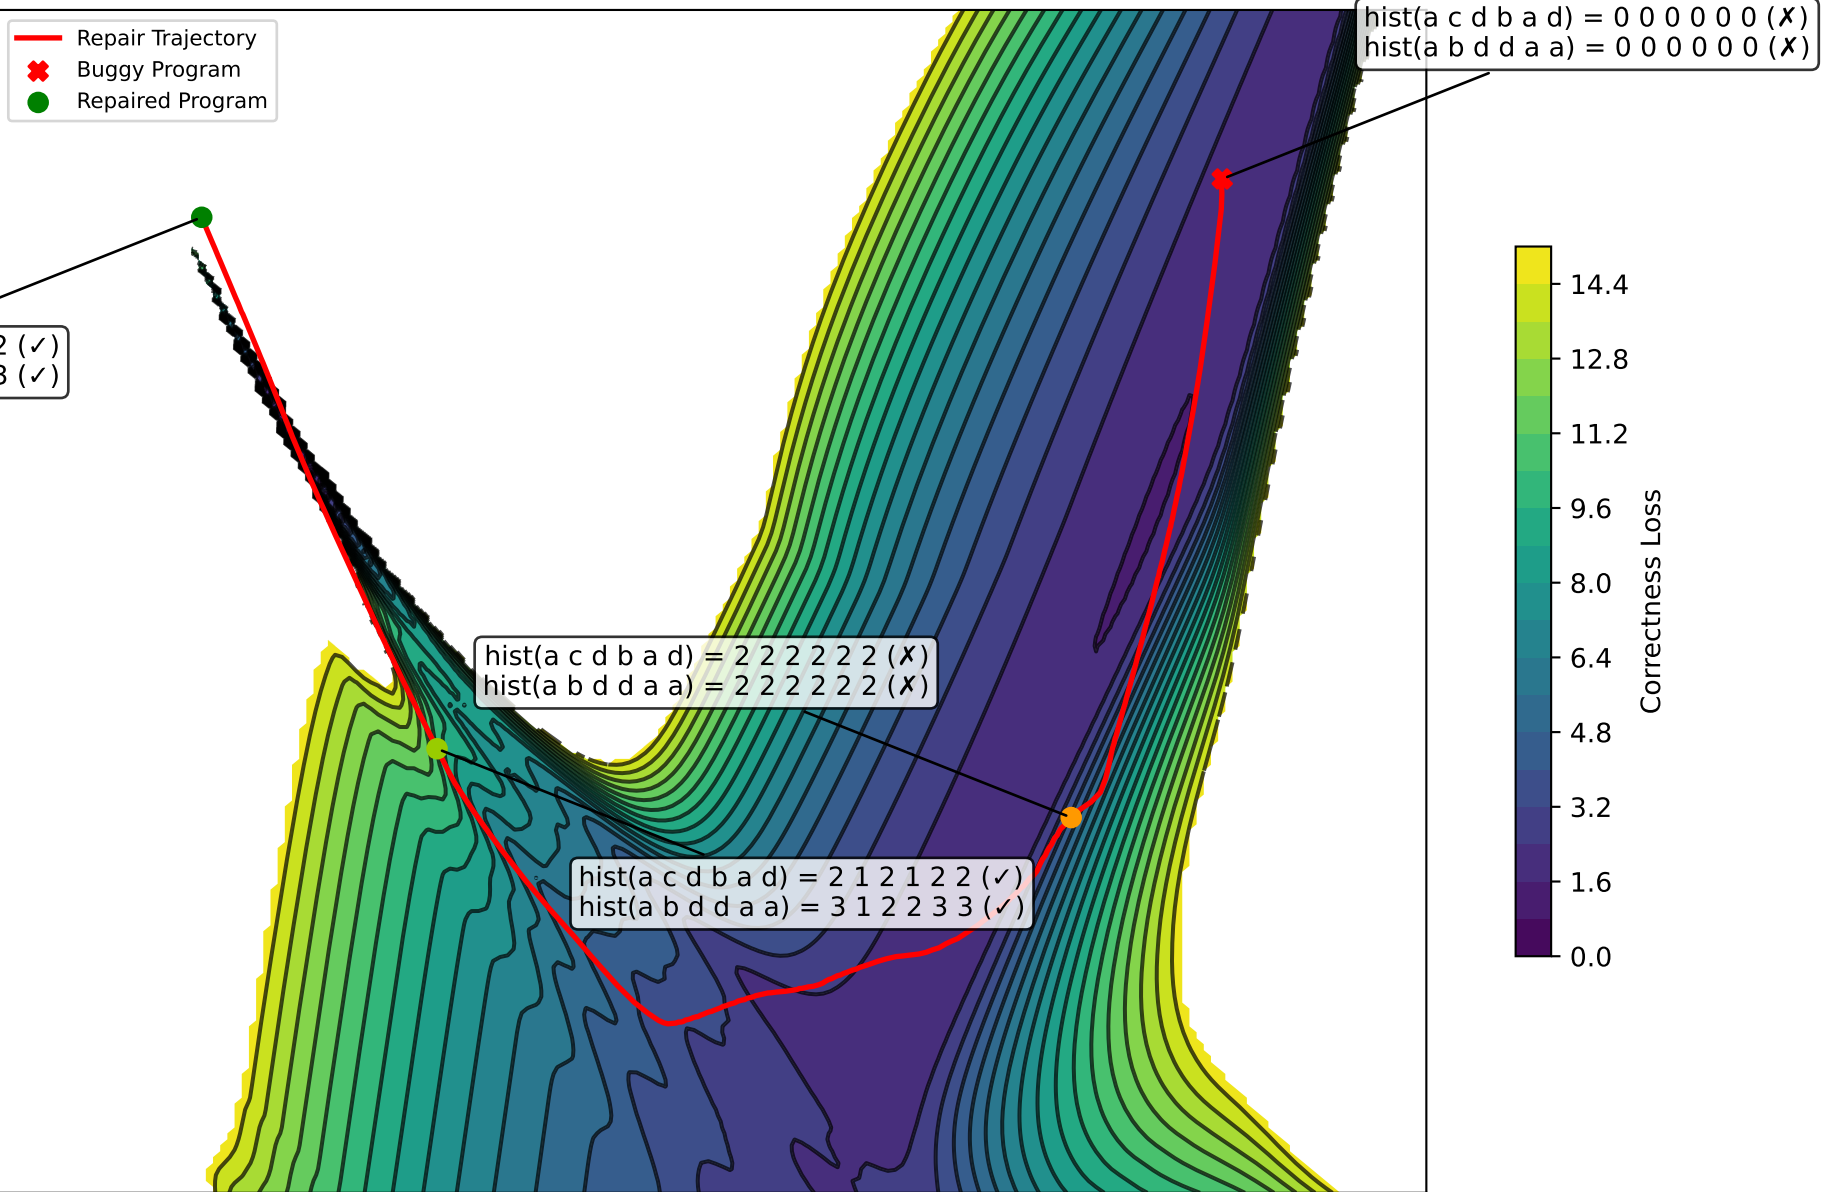 Repair Trajectory
Buggy Program
Repaired Program
hist(a c d b a d) = 0 0 0 0 0 0 (✗)
hist(a b d d a a) = 0 0 0 0 0 0 (✗)
2 (✓)
3 (✓)
hist(a c d b a d) = 2 2 2 2 2 2 (✗)
hist(a b d d a a) = 2 2 2 2 2 2 (✗)
hist(a c d b a d) = 2 1 2 1 2 2 (✓)
hist(a b d d a a) = 3 1 2 2 3 3 (✓)
14.4
12.8
11.2
9.6
8.0
6.4
4.8
3.2
1.6
0.0
Correctness Loss